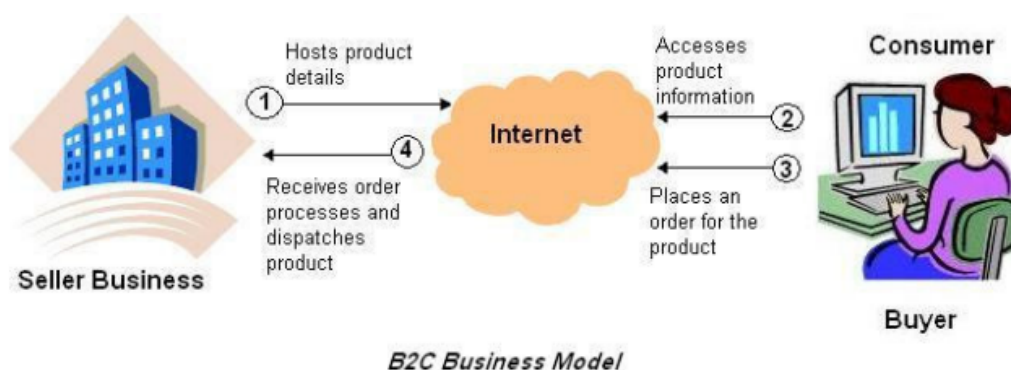 Hosts product
details
1
Seller Business
Internet
4
Receives order
processes and
dispatches
product
Accesses
product
information
2
3
Places an
order for the
product
Consumer
Buyer
B2C Business Model